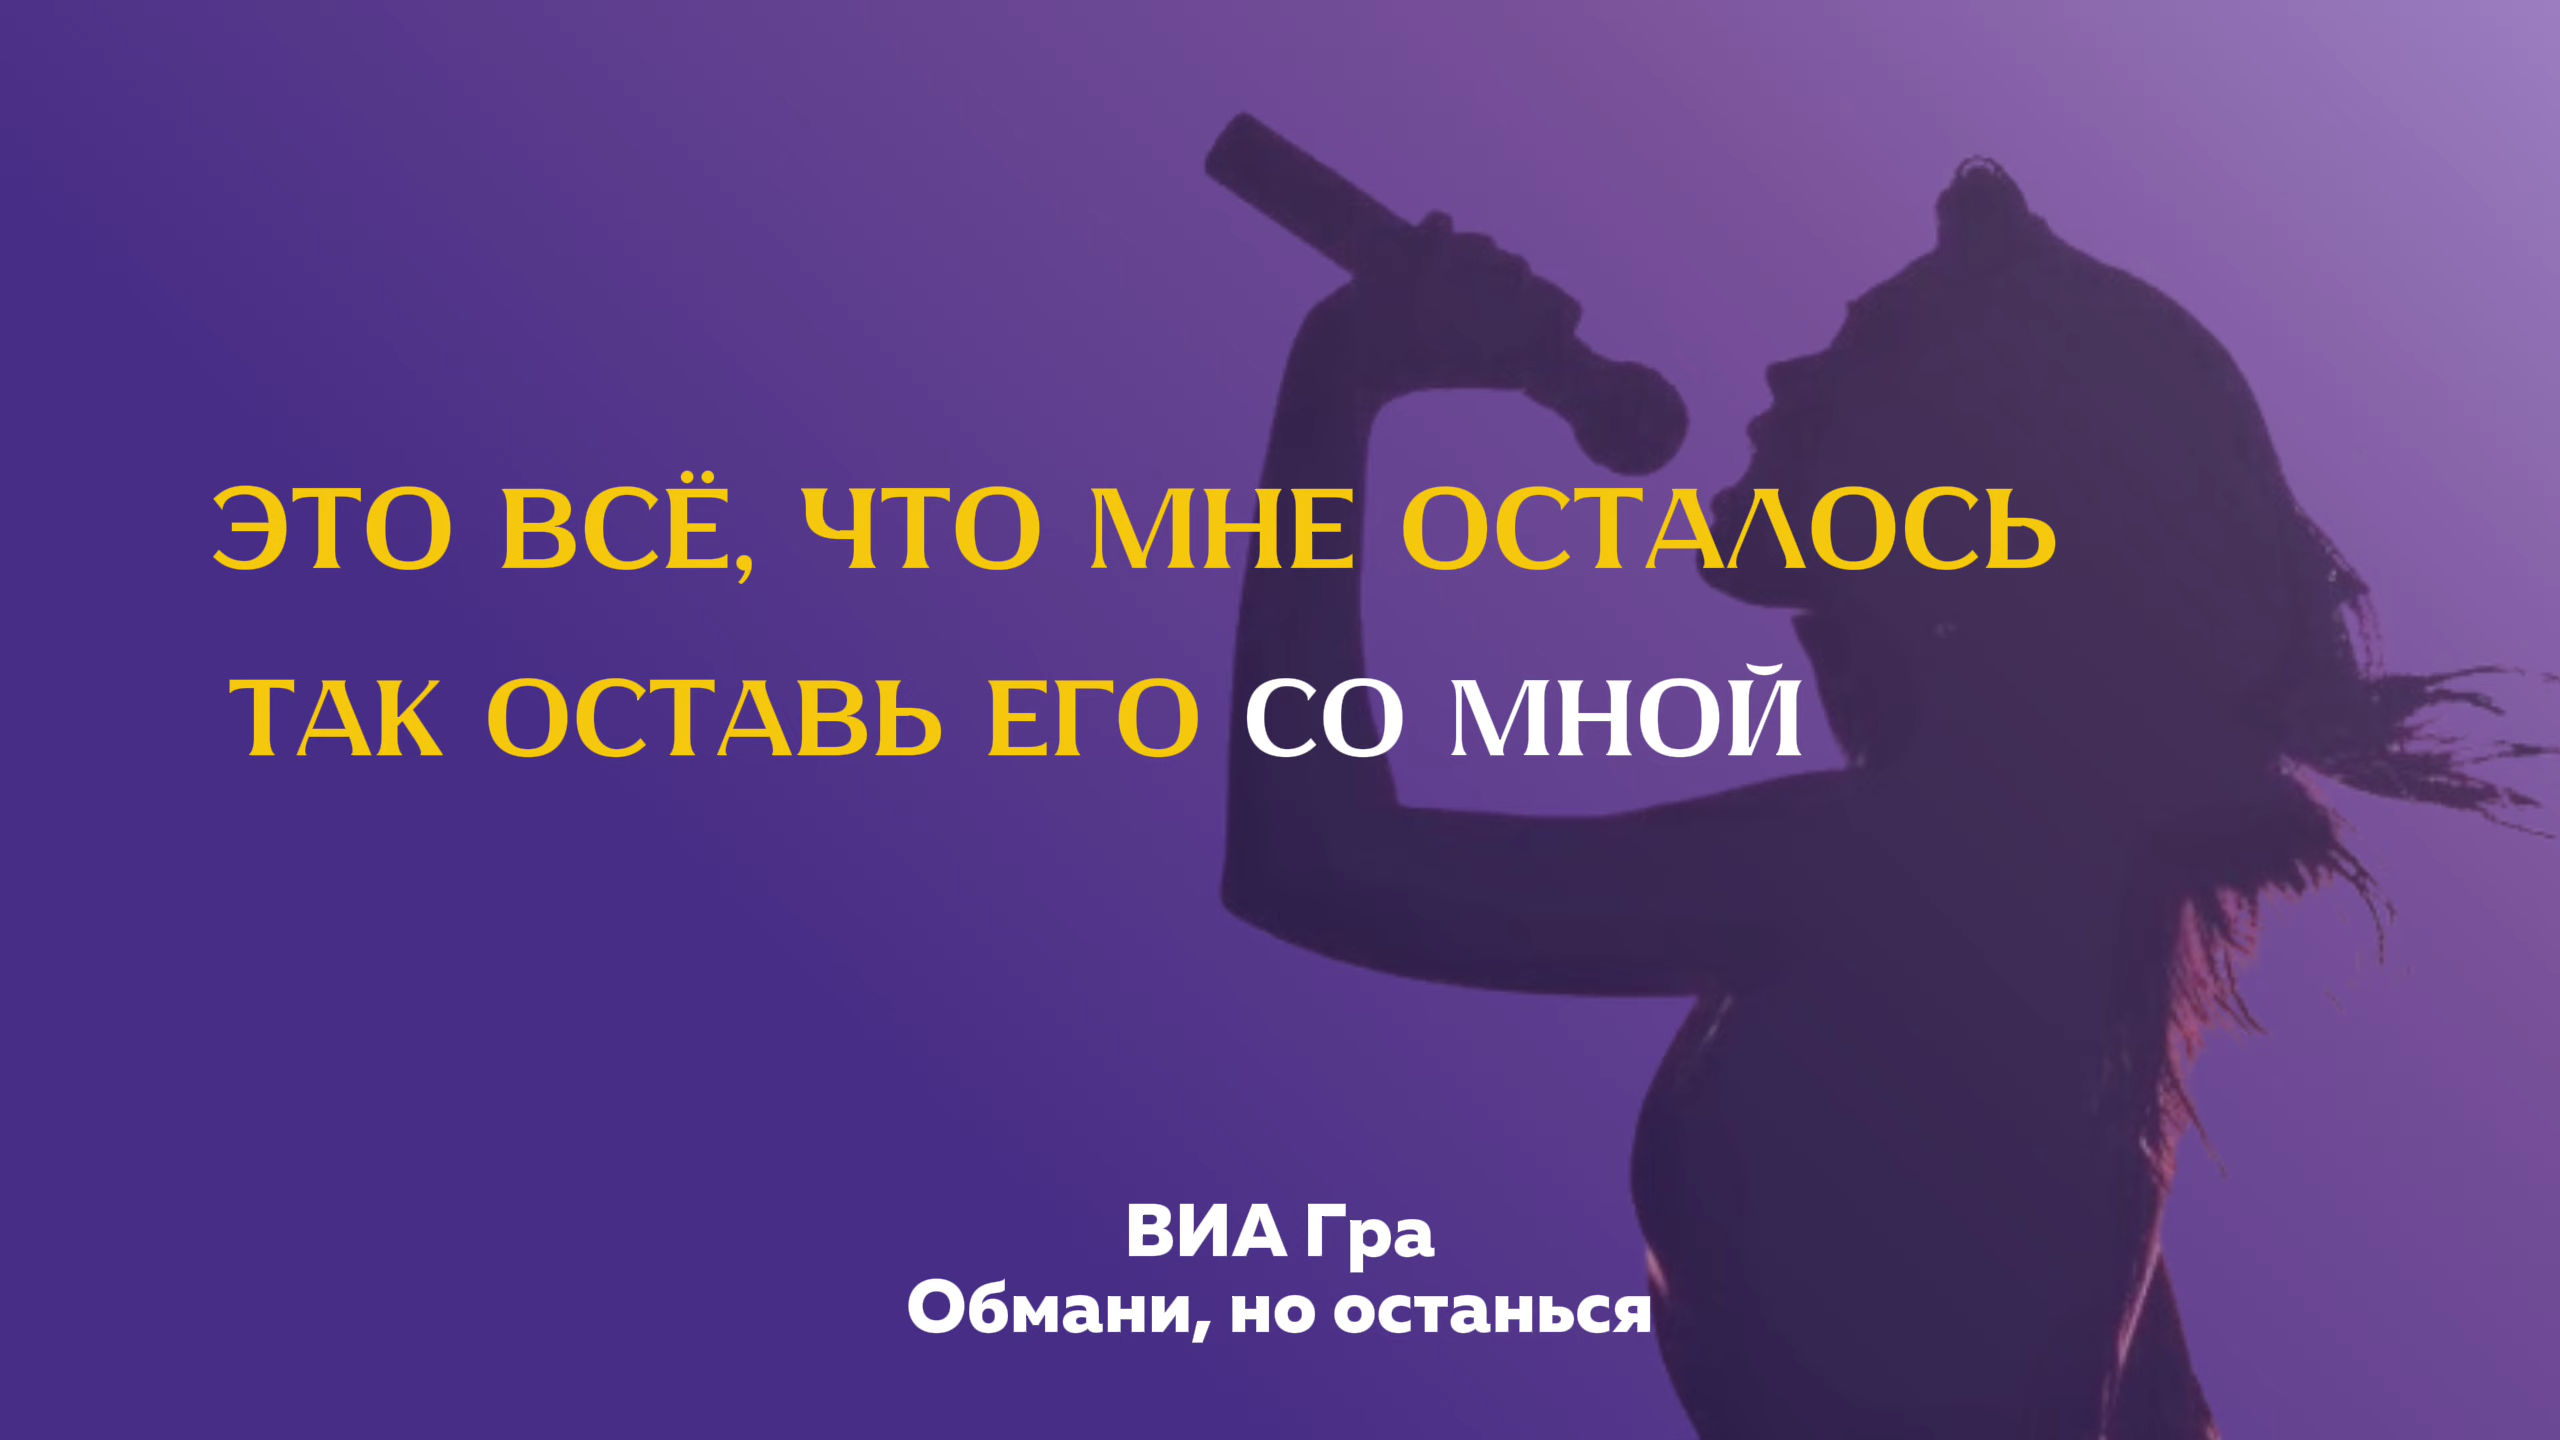 ЭТО ВСЁ, ЧТО МНЕ ОСТАЛОСЬ
ТАК ОСТАВЬ ЕГО СО МНОЙ
ВИА Гра
Обмани, но останься